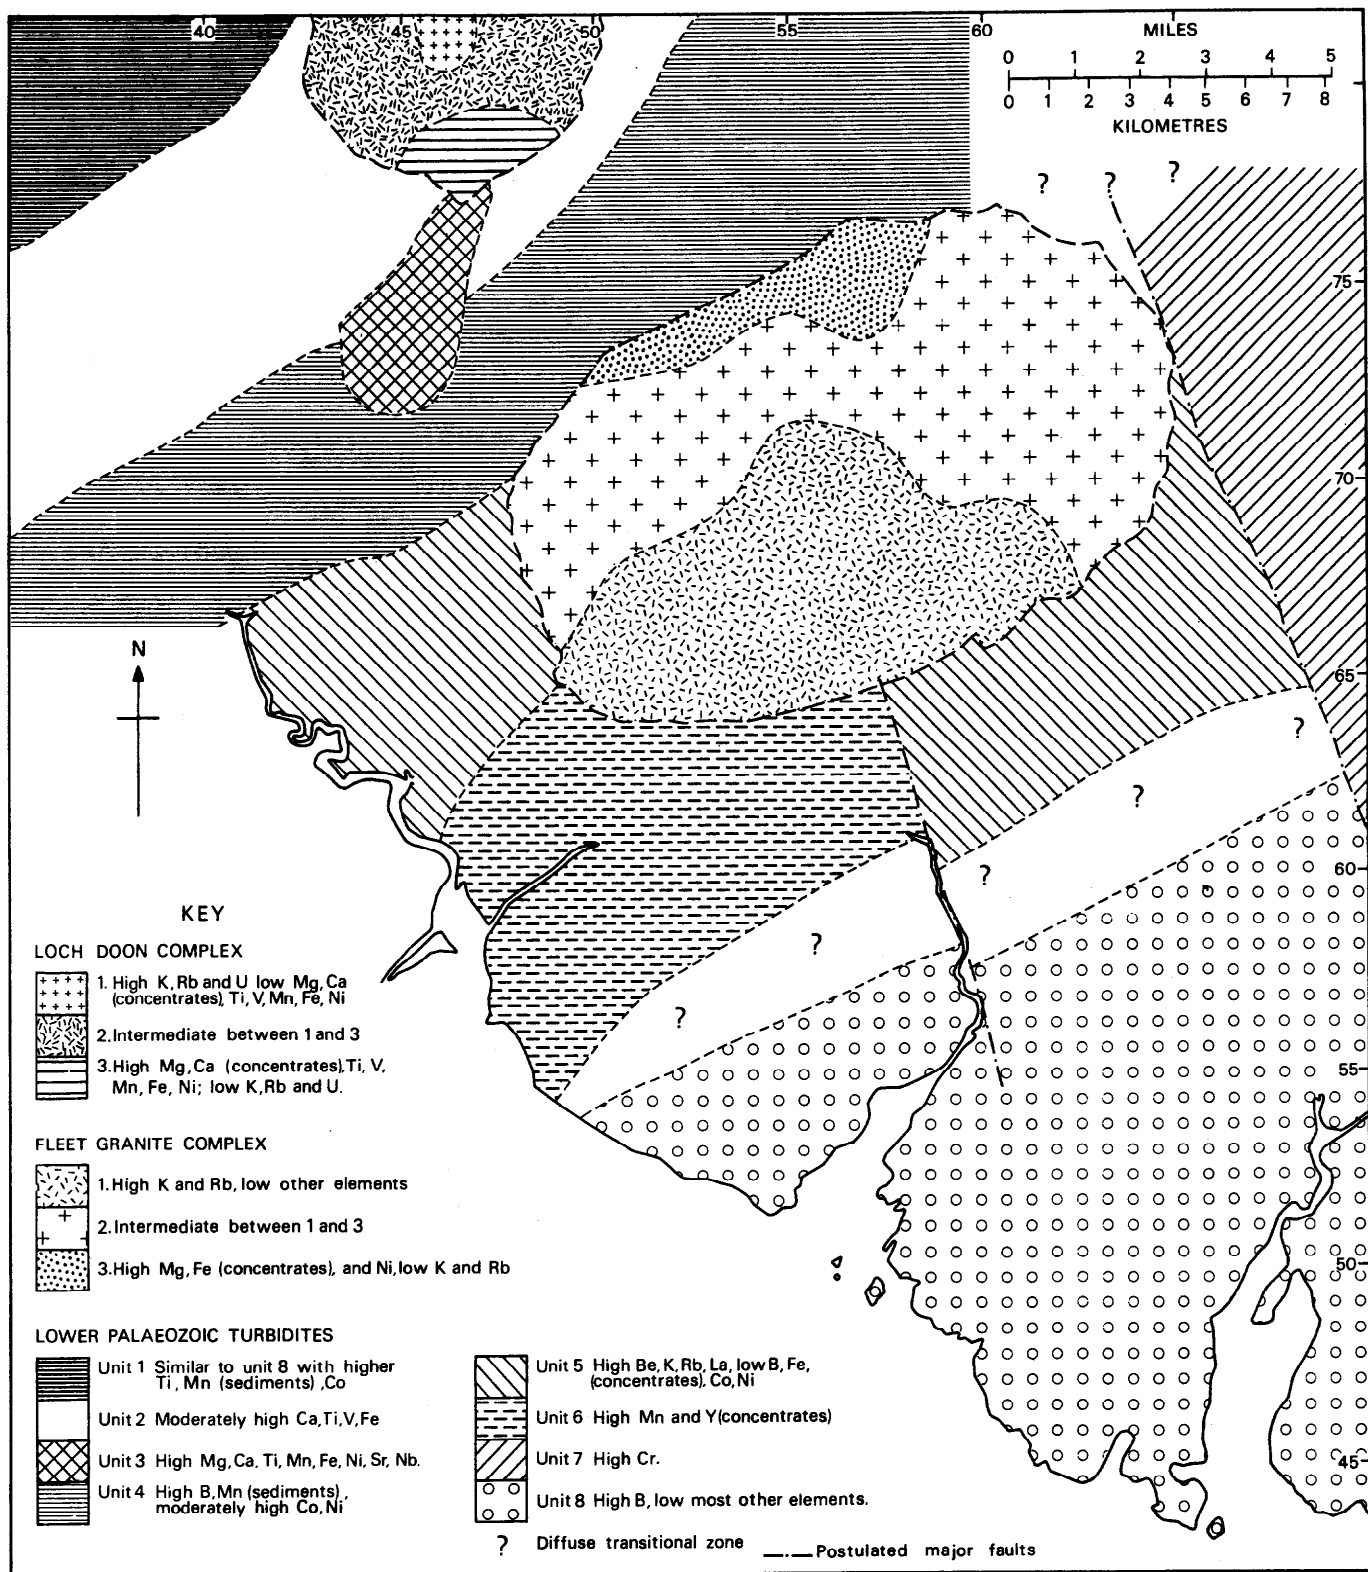 40 45 50 55 60
MILES
0 1 2 3 4 5
0 1 2 3 4 5 6 7 8
KILOMETRES
? ? ?
75
70
N
65
?
?
60
?
KEY
?
LOCH DOON COMPLEX
1. High K, Rb and U low Mg, Ca
(concentrates), Ti, V, Mn, Fe, Ni
?
2. Intermediate between 1 and 3
3. High Mg, Ca (concentrates), Ti, V,
Mn, Fe, Ni; low K, Rb and U.
55
FLEET GRANITE COMPLEX
1. High K and Rb, low other elements
2. Intermediate between 1 and 3
3. High Mg, Fe (concentrates), and Ni, low K and Rb
50
LOWER PALAEOZOIC TURBIDITES
Unit 1 Similar to unit 8 with higher
Ti, Mn (sediments), Co
Unit 2 Moderately high Ca, Ti, V, Fe
Unit 3 High Mg, Ca, Ti, Mn, Fe, Ni, Sr, Nb.
Unit 4 High B, Mn (sediments),
moderately high Co, Ni
Unit 5 High Be, K, Rb, La, low B, Fe,
(concentrates), Co, Ni
Unit 6 High Mn and Y (concentrates)
Unit 7 High Cr.
45
Unit 8 High B, low most other elements.
? Diffuse transitional zone
Postulated major faults